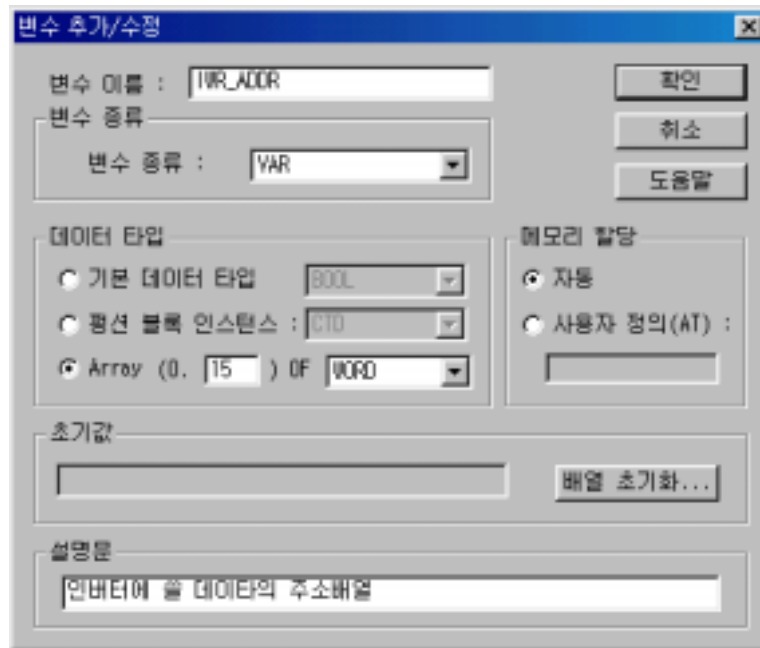 변수 추가/수정
변수 이름 : IWR_ADDR
확인
변수 종류
취소
변수 종류 : VAR
도움말
데이터 타입
메모리 할당
기본 데이터 타입 BOOL
자동
펑션 블록 인스턴스 : CTD
사용자 정의(AT) :
Array (0. 15 ) OF WORD
초기값
배열 초기화...
설명문
인버터에 쓸 데이타의 주소배열